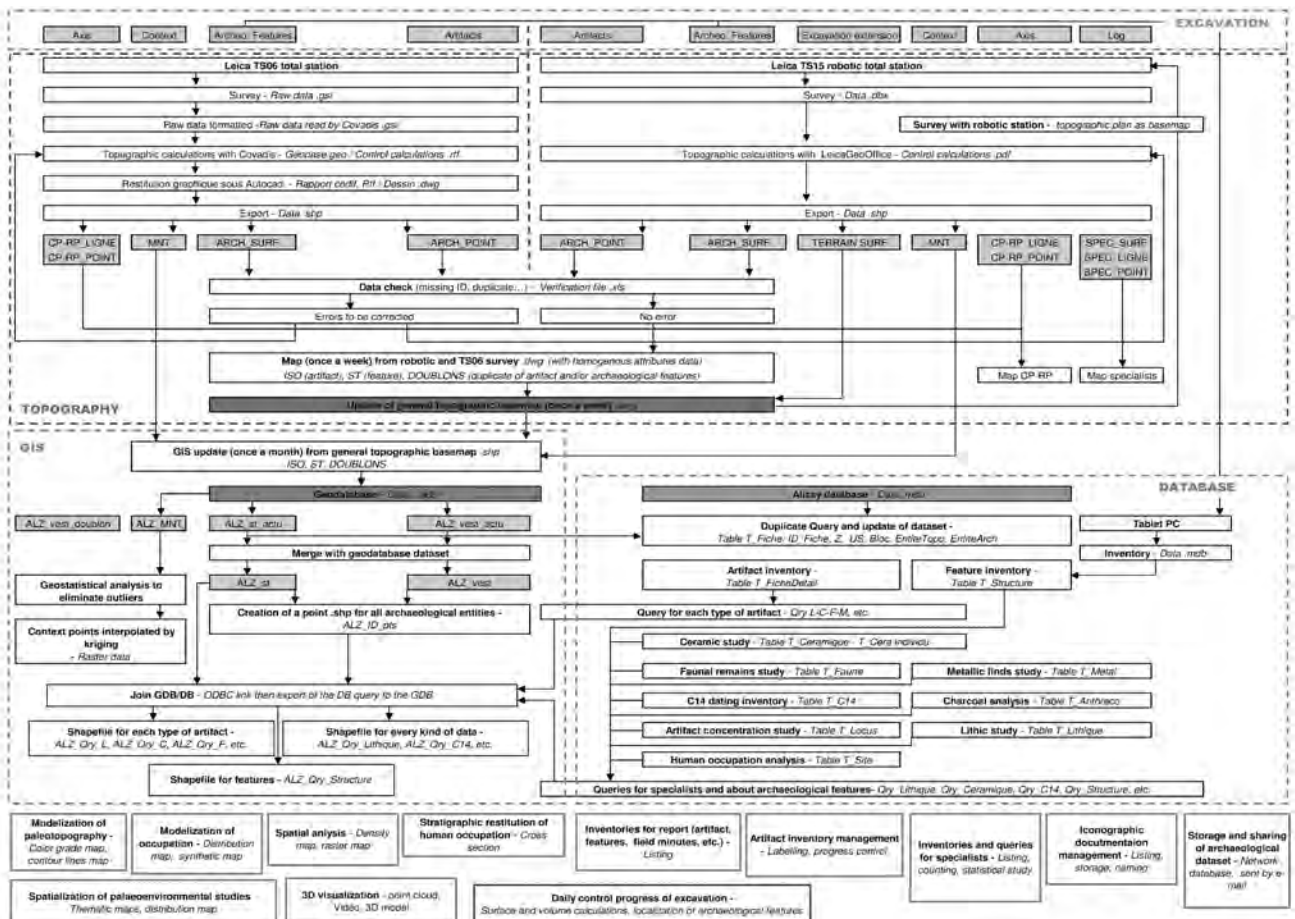 EXCAVATION
Axis Context Archeo. Features Artifacts Artifacts Archeo. Features Excavation extension Context Axis Log
Leica TS06 total station
Leica TS15 robotic total station
Survey - Raw data .gsi
Survey - Data .dbx
Raw data formatted - Raw data read by Covadis .gsi
Survey with robotic station - topographic plan as basemap
Topographic calculations with Covadis - Geobase.geo / Control calculations .rtf
Topographic calculations with LeicaGeoOffice - Control calculations .pdf
Restitution graphique sous Autocad - Rapport codif, Rtf / Dessin .dwg
Export - Data .shp
Export - Data .shp
CP-RP_LIGNE
CP-RP_POINT
MNT
ARCH_SURF
ARCH_POINT
ARCH_POINT
ARCH_SURF
TERRAIN SURF
MNT
CP-RP_LIGNE
CP-RP_POINT
SPEC_SURF
SPEC_LIGNE
SPEC_POINT
Data check (missing ID, duplicate...) - Verification file .xls
Errors to be corrected
No error
Map (once a week) from robotic and TS06 survey .dwg (with homogenous attributes data)
ISO (artifact), ST (feature), DOUBLONS (duplicate of artifact and/or archaeological features)
Map CP-RP
Map specialists
TOPOGRAPHY
Update of general topographic basemap (once a week)
GIS
GIS update (once a month) from general topographic basemap .shp
ISO, ST, DOUBLONS
DATABASE
Geodatabase
Alizay database - Data .mdb
ALZ_vest_doublon
ALZ_MNT
ALZ_st_actu
ALZ_vest_actu
Duplicate Query and update of dataset -
Table T_Fiche: ID_Fiche, Z, US, Bloc, EntiteTopo, EntiteArch
Tablet PC
Merge with geodatabase dataset
Inventory - Data .mdb
Geostatistical analysis to
eliminate outliers
ALZ_st
ALZ_vest
Artifact inventory -
Table T_FicheDetail
Feature inventory -
Table T_Structure
Creation of a point .shp for all archaeological entities -
ALZ_ID_pts
Query for each type of artifact - Qry L-C-F-M, etc.
Context points interpolated by
kriging
- Raster data
Ceramic study - Table T_Ceramique - T_Cera individu
Faunal remains study - Table T_Faune
Metallic finds study - Table T_Metal
Join GDB/DB - ODBC link then export of the DB query to the GDB
C14 dating inventory - Table T_C14
Charcoal analysis - Table T_Anthraco
Shapefile for each type of artifact -
ALZ_Qry_L, ALZ_Qry_C, ALZ_Qry_F, etc.
Shapefile for every kind of data -
ALZ_Qry_Lithique, ALZ_Qry_C14, etc.
Artifact concentration study - Table T_Locus
Lithic study - Table T_Lithique
Human occupation analysis - Table T_Site
Shapefile for features - ALZ_Qry_Structure
Queries for specialists and about archaeological features- Qry_Lithique, Qry_Ceramique, Qry_C14, Qry_Structure, etc.
Modelization of
paleotopography -
Color grade map,
contour lines map
Modelization of
occupation - Distribution
map, synthetic map
Spatial anlysis - Density
map, raster map
Stratigraphic restitution of
human occupation - Cross
section
Inventories for report (artifact,
features, field minutes, etc.) -
Listing
Artifact inventory management
- Labelling, progress control
Inventories and queries
for specialists - Listing,
counting, statistical study
Iconographic
docutmentaion
management - Listing,
storage, naming
Storage and sharing
of archaeological
dataset - Network
database, sent by e-
mail
Spatialization of palaeoenvironmental studies
Thematic maps, distribution map
3D visualization - point cloud,
Video, 3D model
Daily control progress of excavation -
Surface and volume calculations, localization of archaeological features